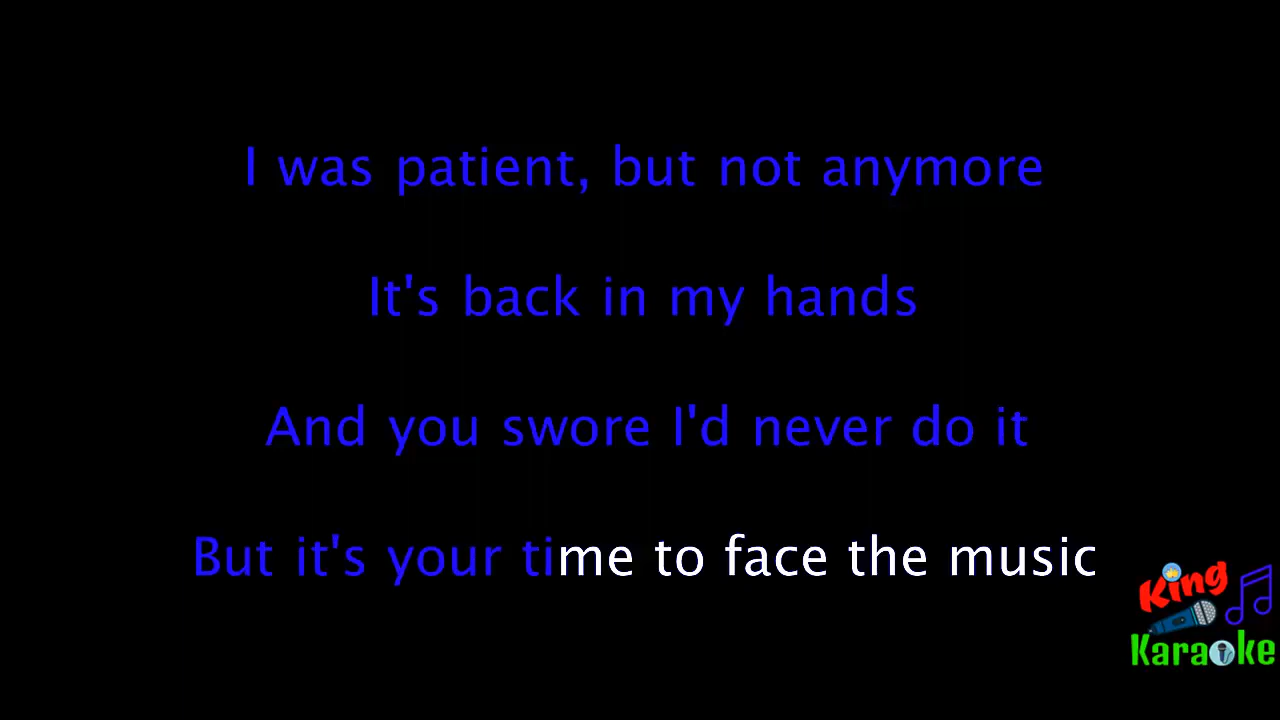 I was patient, but not anymore
It's back in my hands
And you swore I'd never do it
But it's your time to face the music
King
Karaoke